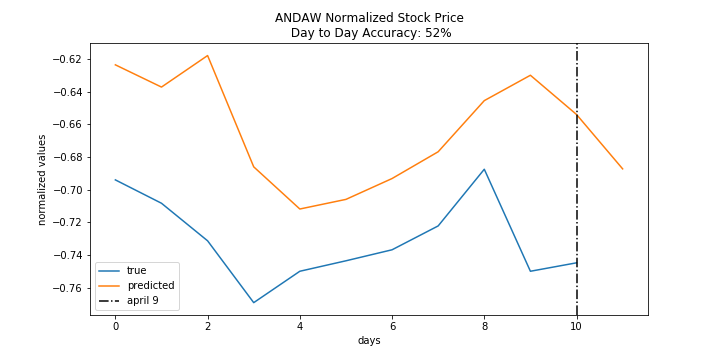 ANDAW Normalized Stock Price
Day to Day Accuracy: 52%
normalized values
−0.62
−0.64
−0.66
−0.68
−0.70
−0.72
−0.74
−0.76
true
predicted
april 9
0 2 4 6 8 10
days